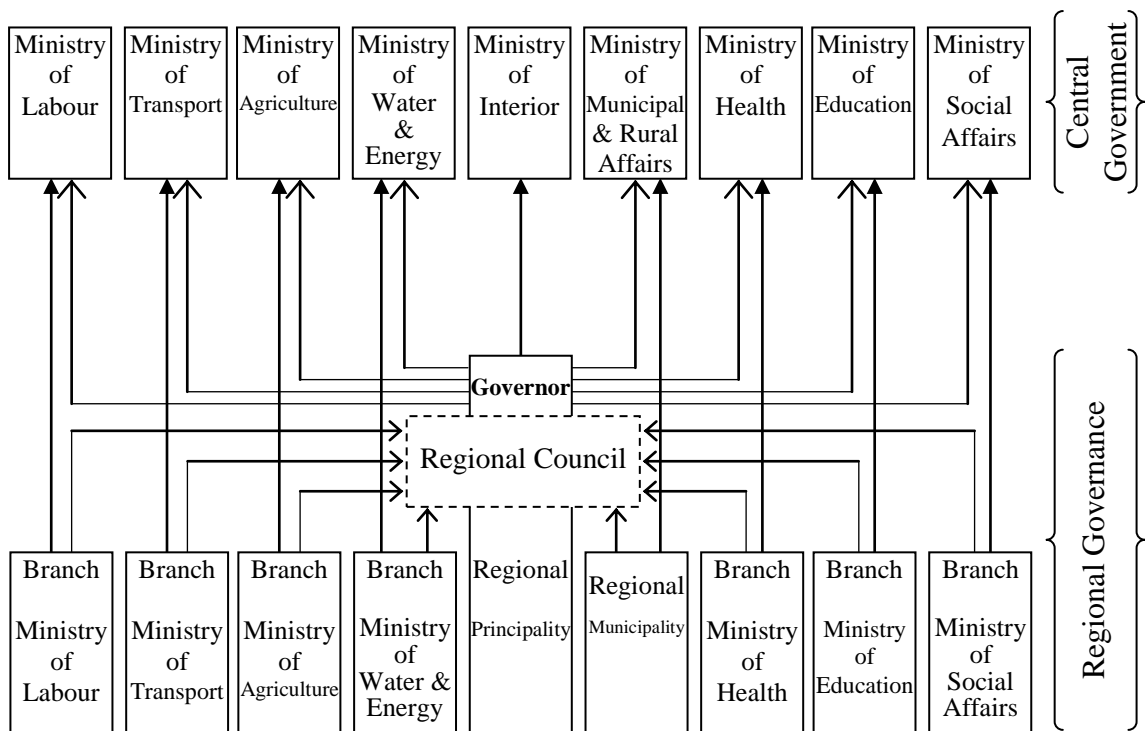 Ministry
of
Labour
Ministry
of
Transport
Ministry
of
Agriculture
Ministry
of
Water
&
Energy
Ministry
of
Interior
Ministry
of
Municipal
& Rural
Affairs
Ministry
of
Health
Ministry
of
Education
Ministry
of
Social
Affairs
Central
Government
Governor
Regional Council
Regional Governance
Branch
Ministry
of
Labour
Branch
Ministry
of
Transport
Branch
Ministry
of
Agriculture
Branch
Ministry
of
Water &
Energy
Regional
Principality
Regional
Municipality
Branch
Ministry
of
Health
Branch
Ministry
of
Education
Branch
Ministry
of
Social
Affairs